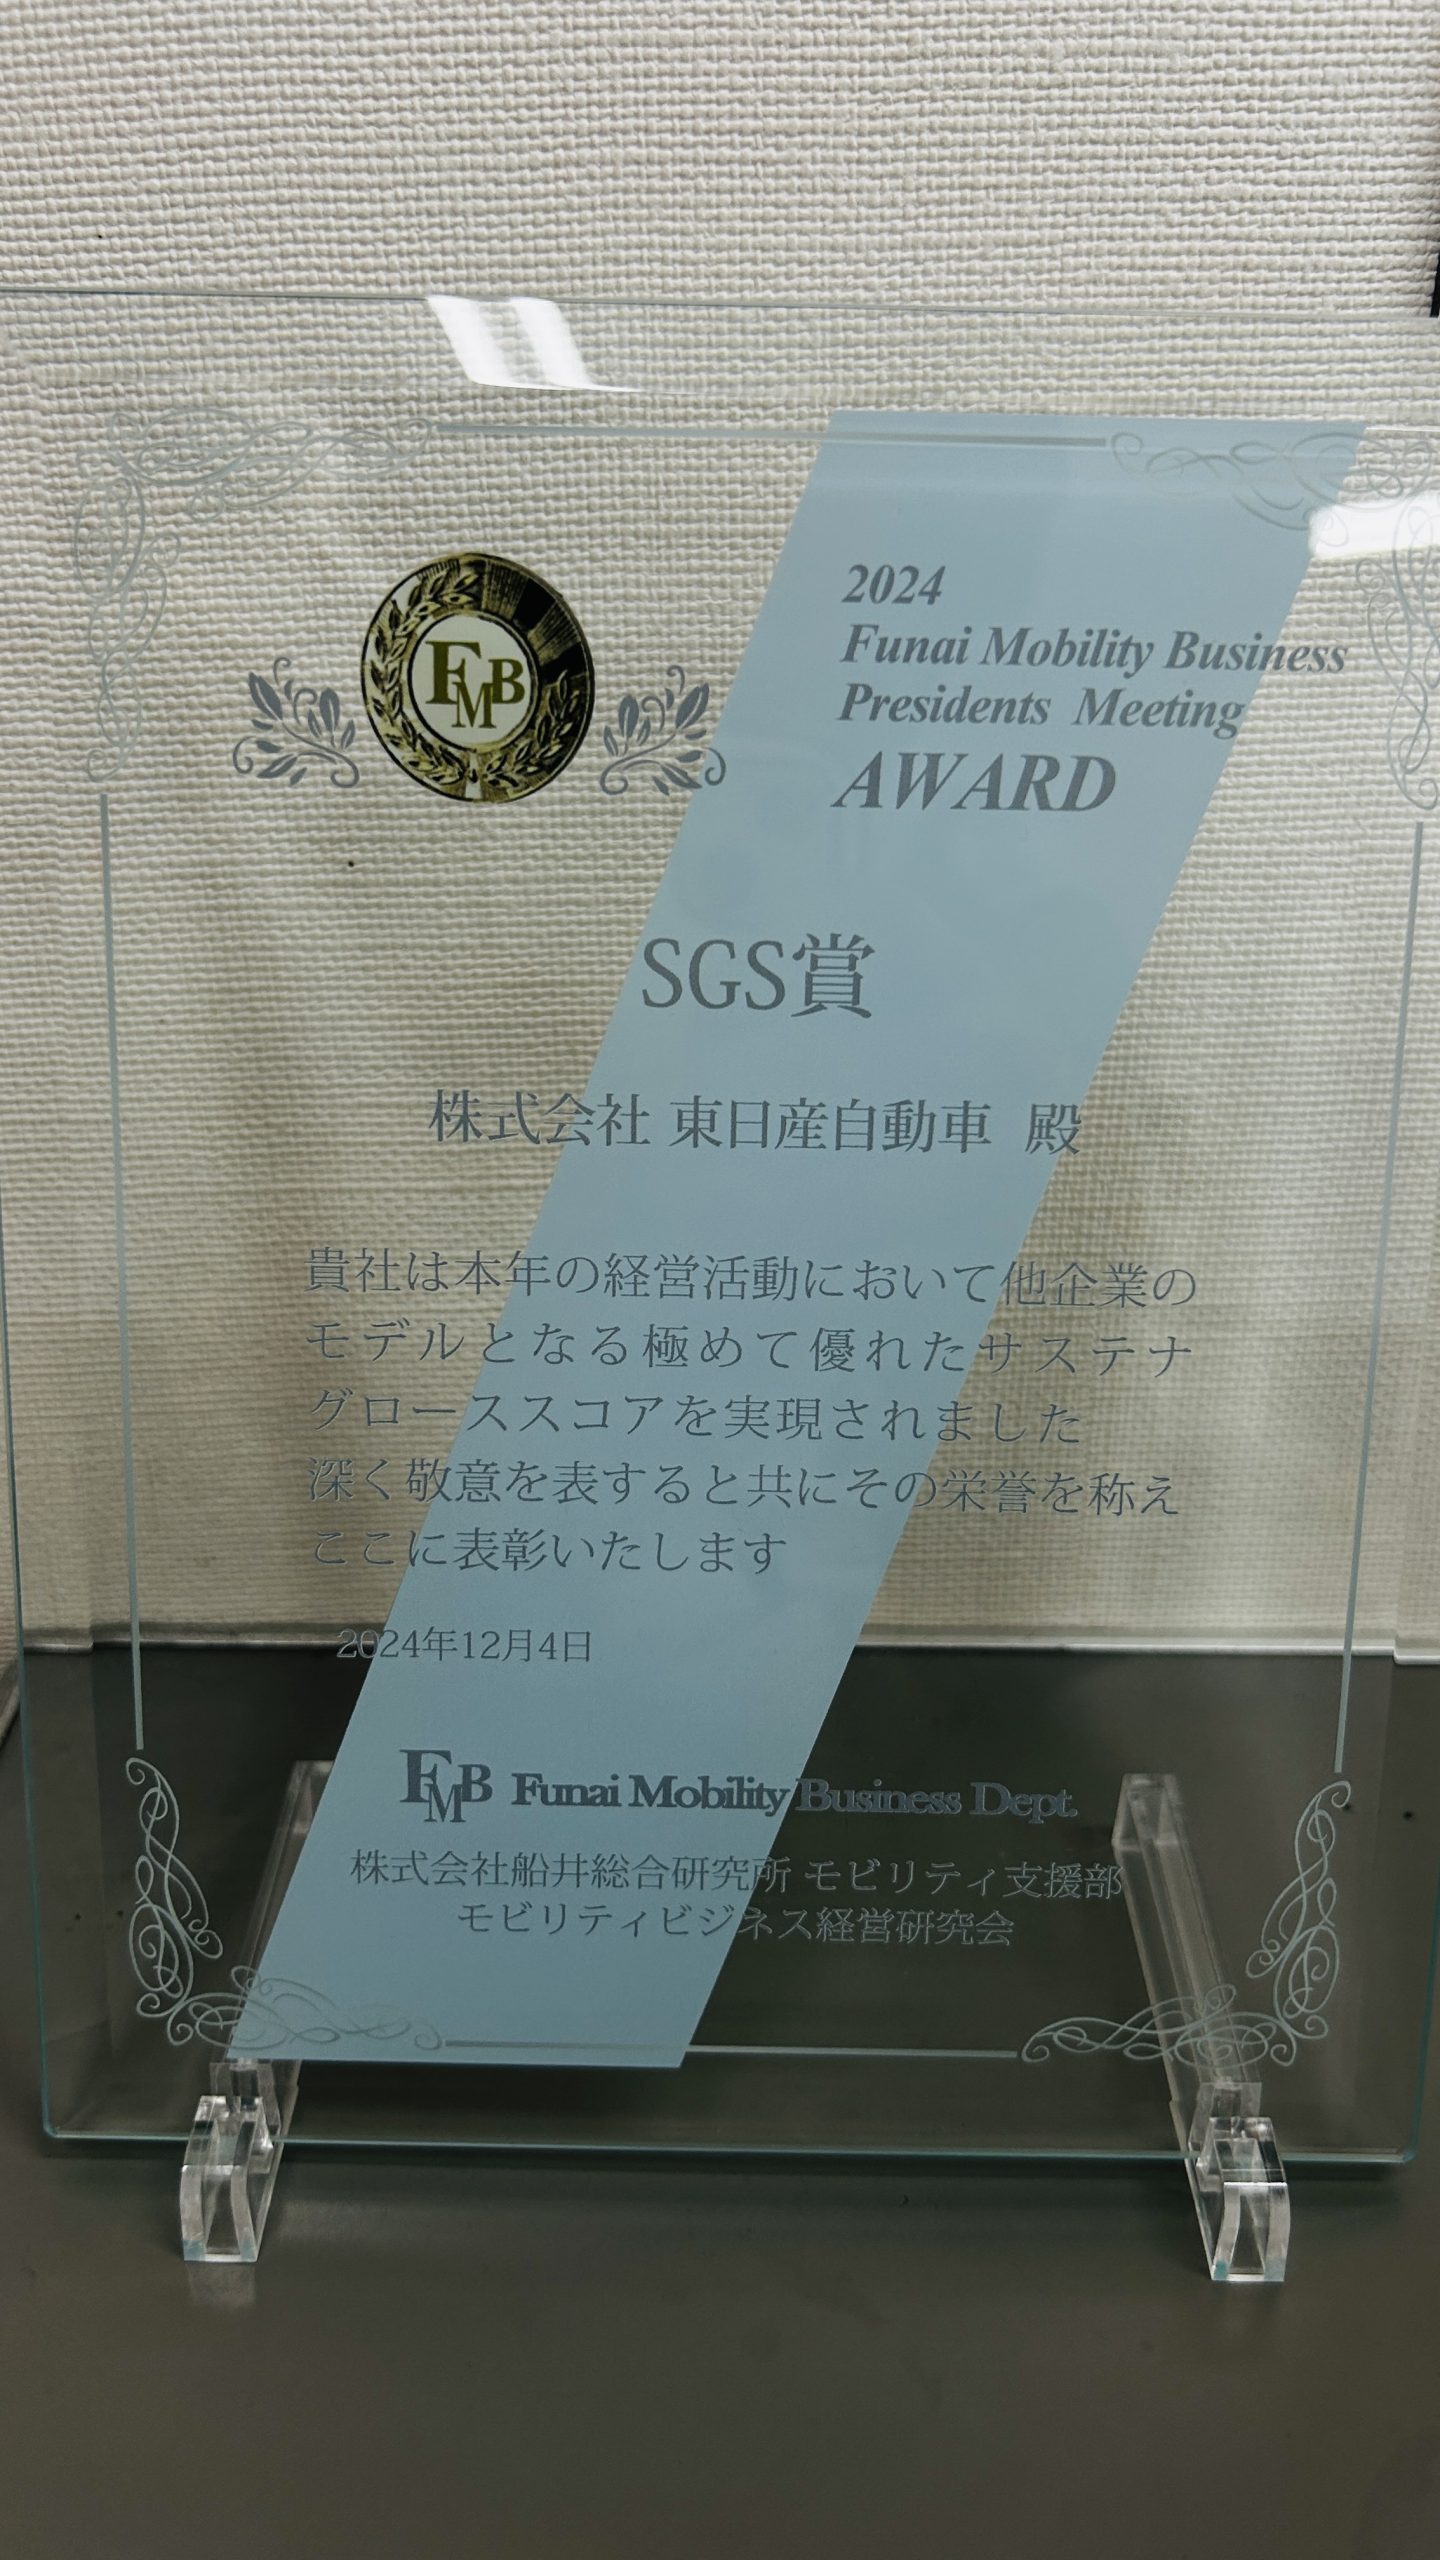 FMB
2024
Funai Mobility Business
Presidents Meeting
AWARD
SGS賞
株式会社 東日産自動車 殿
貴社は本年の経営活動において他企業の
モデルとなる極めて優れたサステナ
グローススコアを実現されました
深く敬意を表すると共にその栄誉を称え
ここに表彰いたします
2024年12月4日
FMB Funai Mobility Business Dept.
株式会社船井総合研究所 モビリティ支援部
モビリティビジネス経営研究会